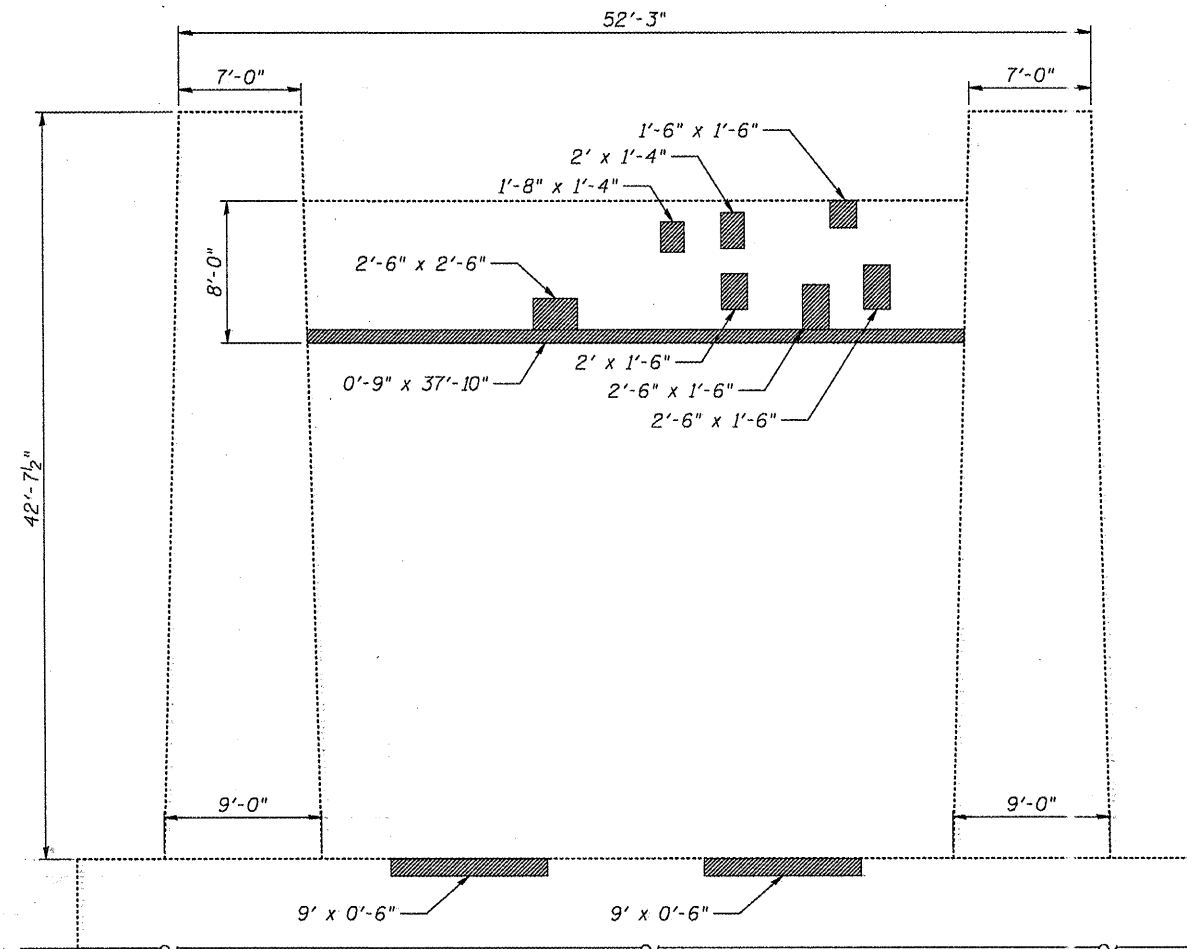 52'-3"
7'-0"
7'-0"
1'-6" x 1'-6"
2' x 1'-4"
1'-8" x 1'-4"
2'-6" x 2'-6"
8'-0"
2' x 1'-6"
0'-9" x 37'-10"
2'-6" x 1'-6"
2'-6" x 1'-6"
42'-7½"
9'-0"
9'-0"
9' x 0'-6"
9' x 0'-6"